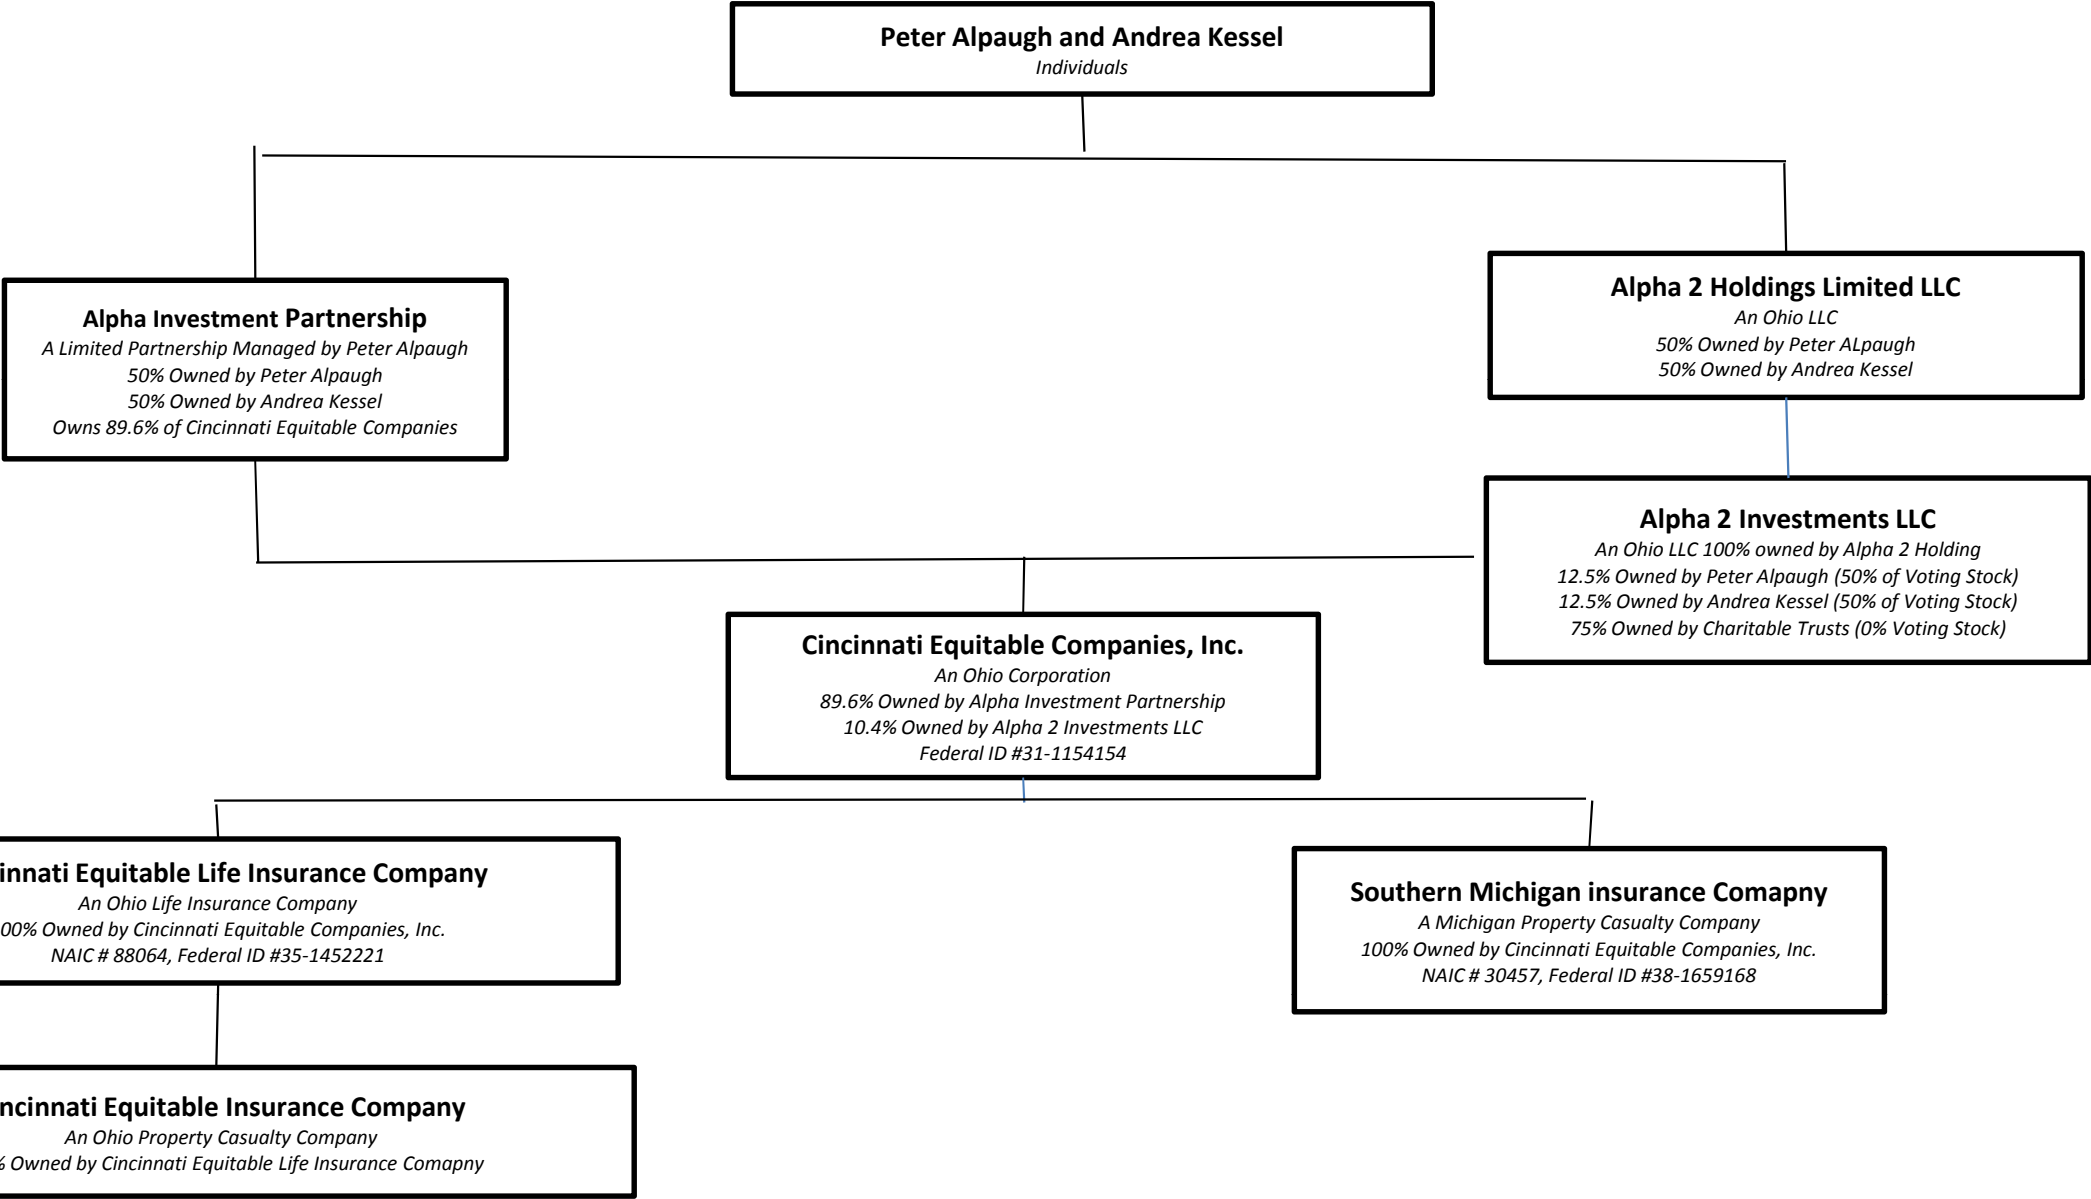 Peter Alpaugh and Andrea Kessel
Individuals
Alpha Investment Partnership
A Limited Partnership Managed by Peter Alpaugh
50% Owned by Peter Alpaugh
50% Owned by Andrea Kessel
Owns 89.6% of Cincinnati Equitable Companies
Alpha 2 Holdings Limited LLC
An Ohio LLC
50% Owned by Peter ALpaugh
50% Owned by Andrea Kessel
Alpha 2 Investments LLC
An Ohio LLC 100% owned by Alpha 2 Holding
12.5% Owned by Peter Alpaugh (50% of Voting Stock)
12.5% Owned by Andrea Kessel (50% of Voting Stock)
75% Owned by Charitable Trusts (0% Voting Stock)
Cincinnati Equitable Companies, Inc.
An Ohio Corporation
89.6% Owned by Alpha Investment Partnership
10.4% Owned by Alpha 2 Investments LLC
Federal ID #31-1154154
innati Equitable Life Insurance Company
An Ohio Life Insurance Company
00% Owned by Cincinnati Equitable Companies, Inc.
NAIC # 88064, Federal ID #35-1452221
Southern Michigan insurance Comapny
A Michigan Property Casualty Company
100% Owned by Cincinnati Equitable Companies, Inc.
NAIC # 30457, Federal ID #38-1659168
ncinnati Equitable Insurance Company
An Ohio Property Casualty Company
% Owned by Cincinnati Equitable Life Insurance Comapny